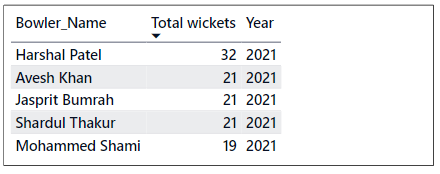 Bowler_Name Total wickets Year
Harshal Patel 32 2021
Avesh Khan 21 2021
Jasprit Bumrah 21 2021
Shardul Thakur 21 2021
Mohammed Shami 19 2021